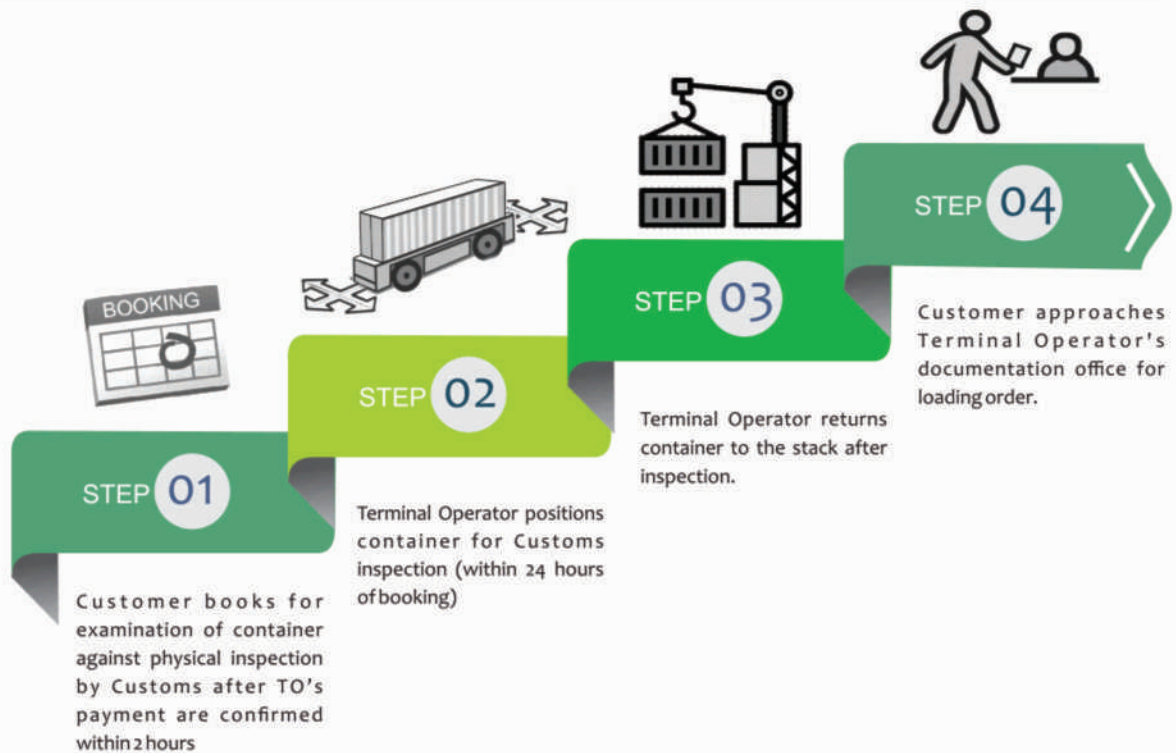 BOOKING
STEP 01
Customer books for
examination of container
against physical inspection
by Customs after TO's
payment are confirmed
within 2 hours
STEP 02
Terminal Operator positions
container for Customs
inspection (within 24 hours
of booking)
STEP 03
Terminal Operator returns
container to the stack after
inspection.
STEP 04
Customer approaches
Terminal Operator's
documentation office for
loading order.